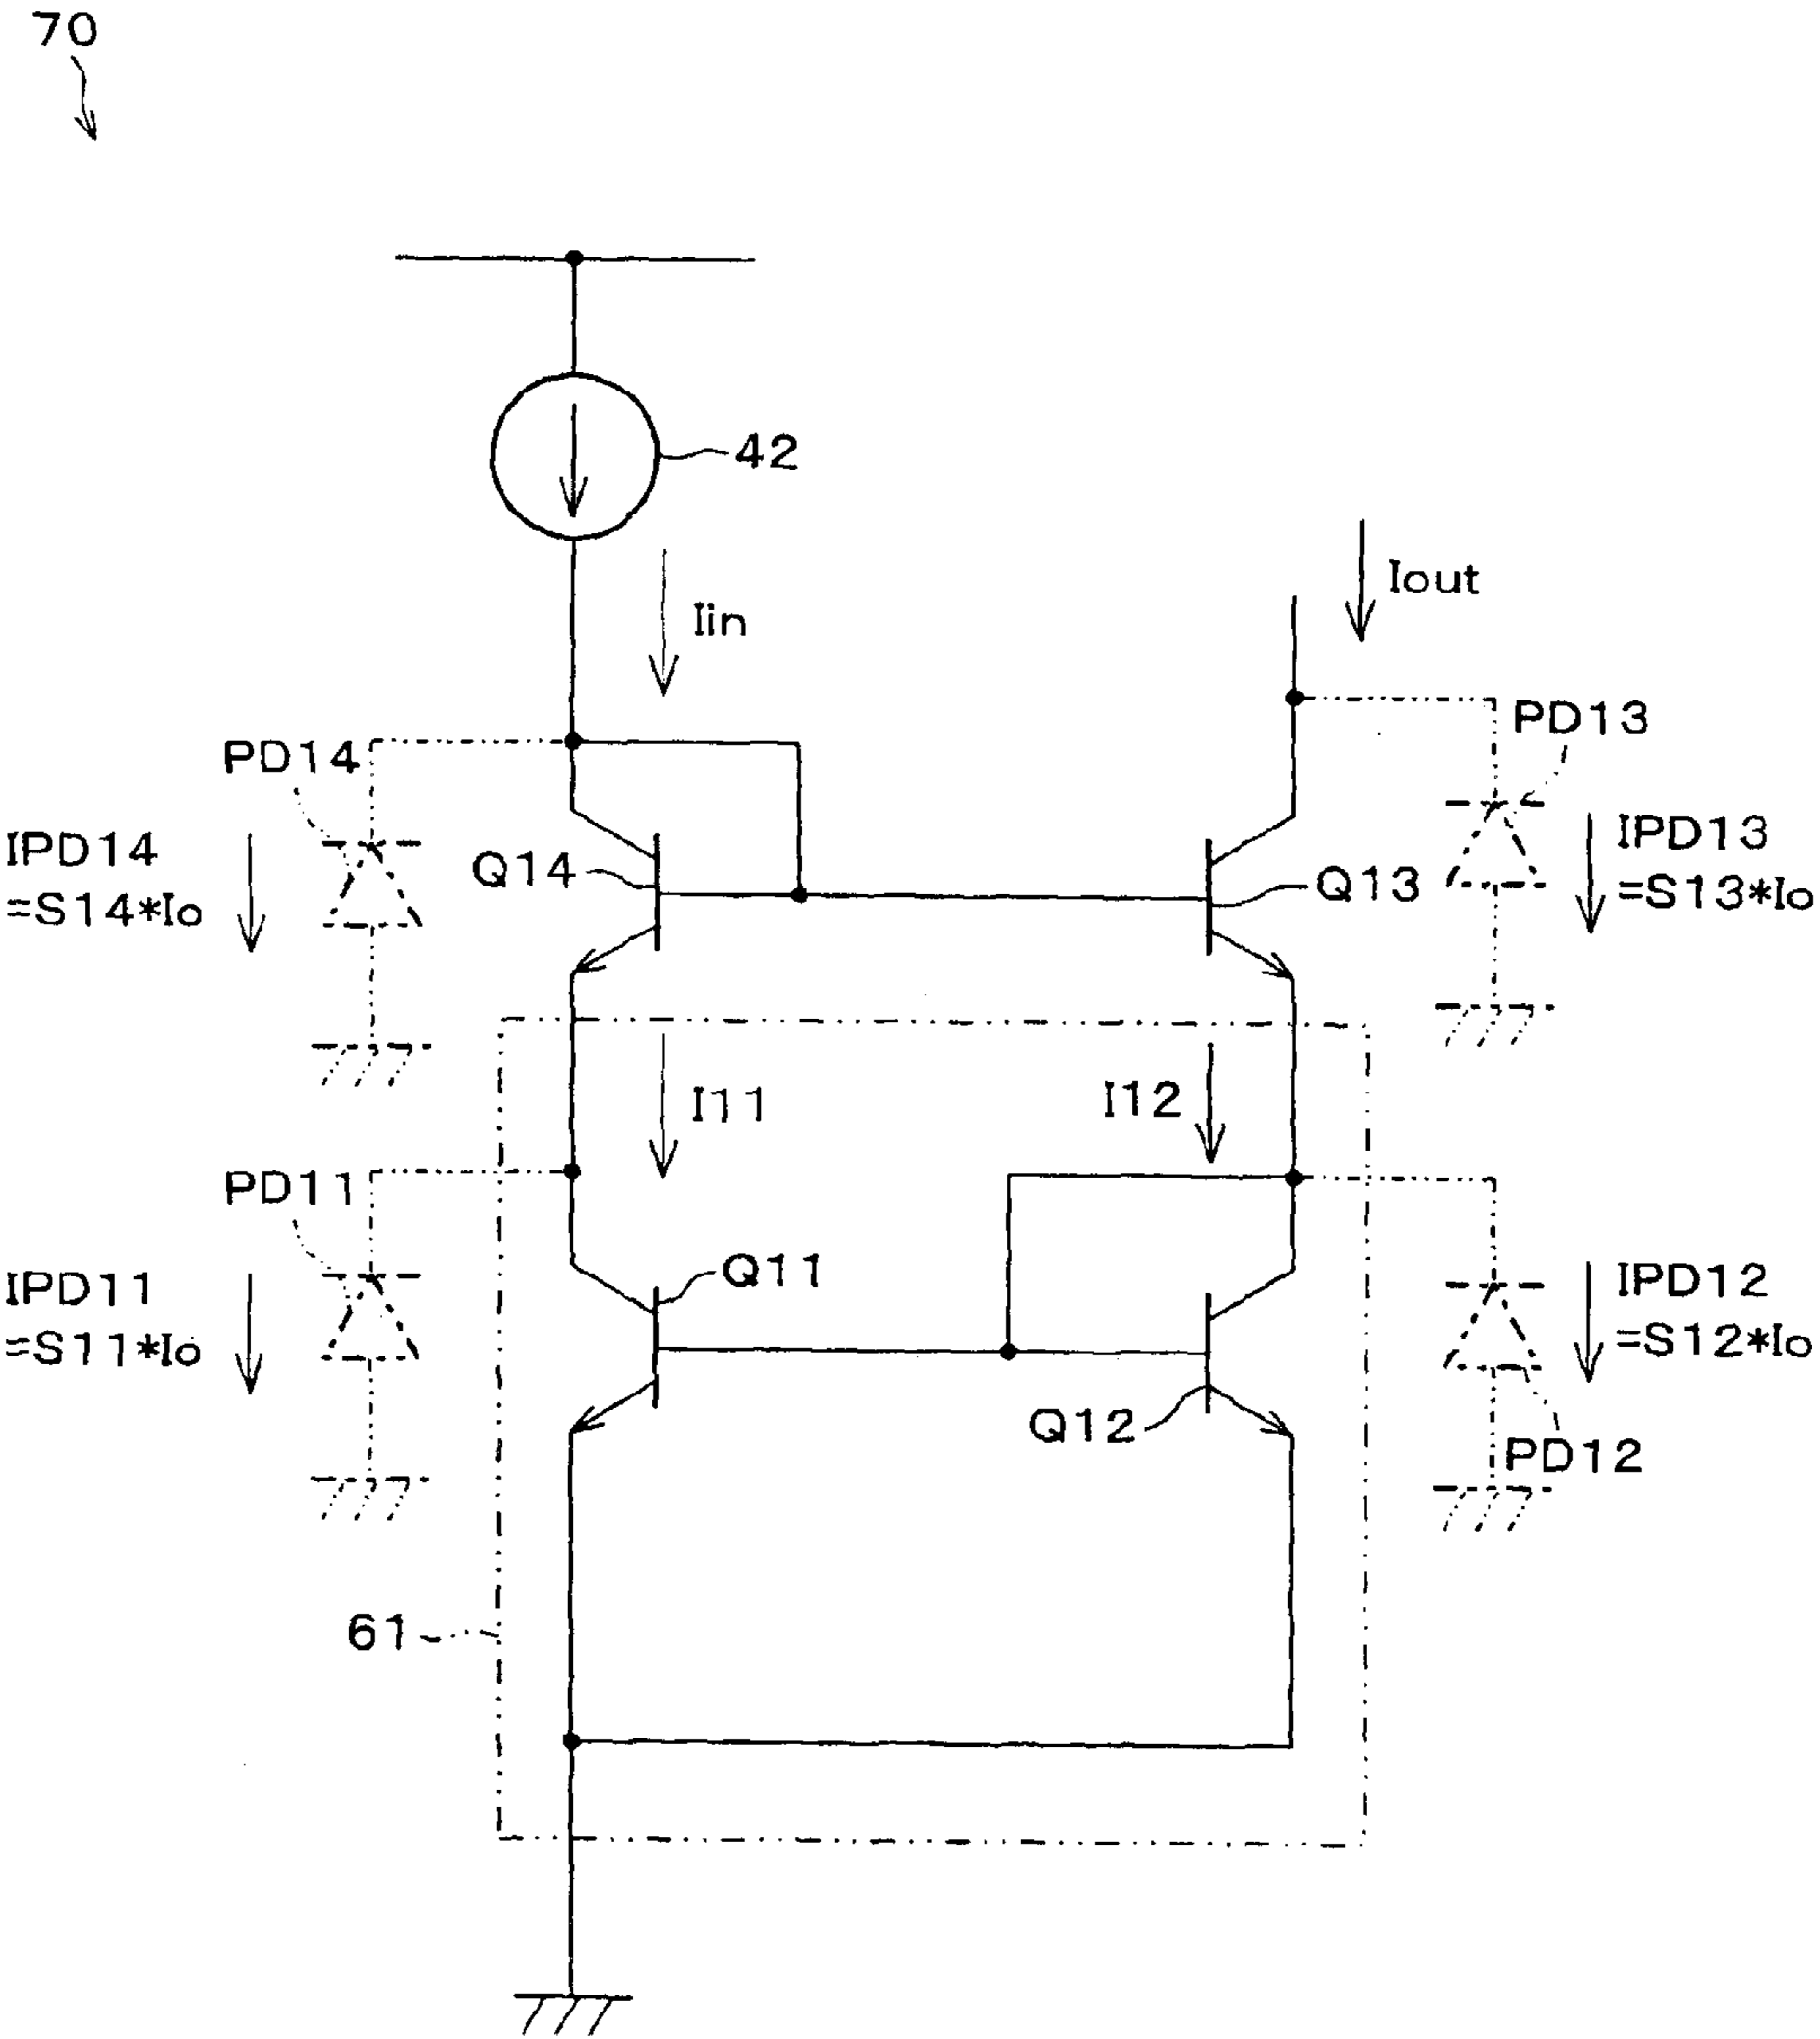 70
42
Iout
Iin
PD13
PD14
IPD14
=S14*Io
Q14
Q13
IPD13
=S13*Io
I11
I12
PD11
Q11
IPD11
=S11*Io
IPD12
=S12*Io
Q12
PD12
61